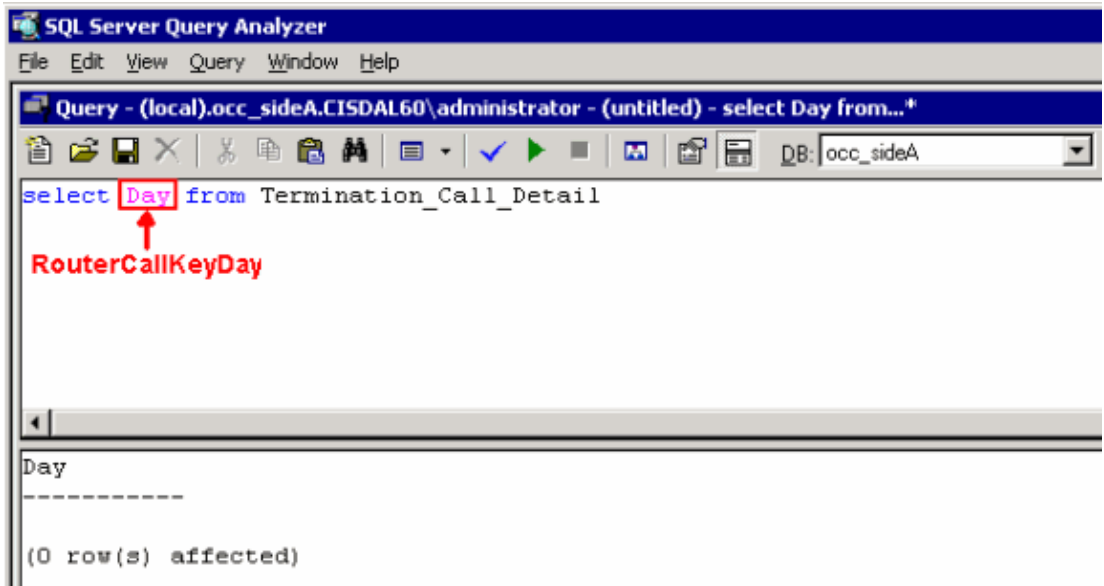 SQL Server Query Analyzer
File Edit View Query Window Help
Query - (local).occ_sideA.CISDAL60\administrator - (untitled) - select Day from...*
DB: occ_sideA
select Day from Termination_Call_Detail
RouterCallKeyDay
Day
-----------
(0 row(s) affected)